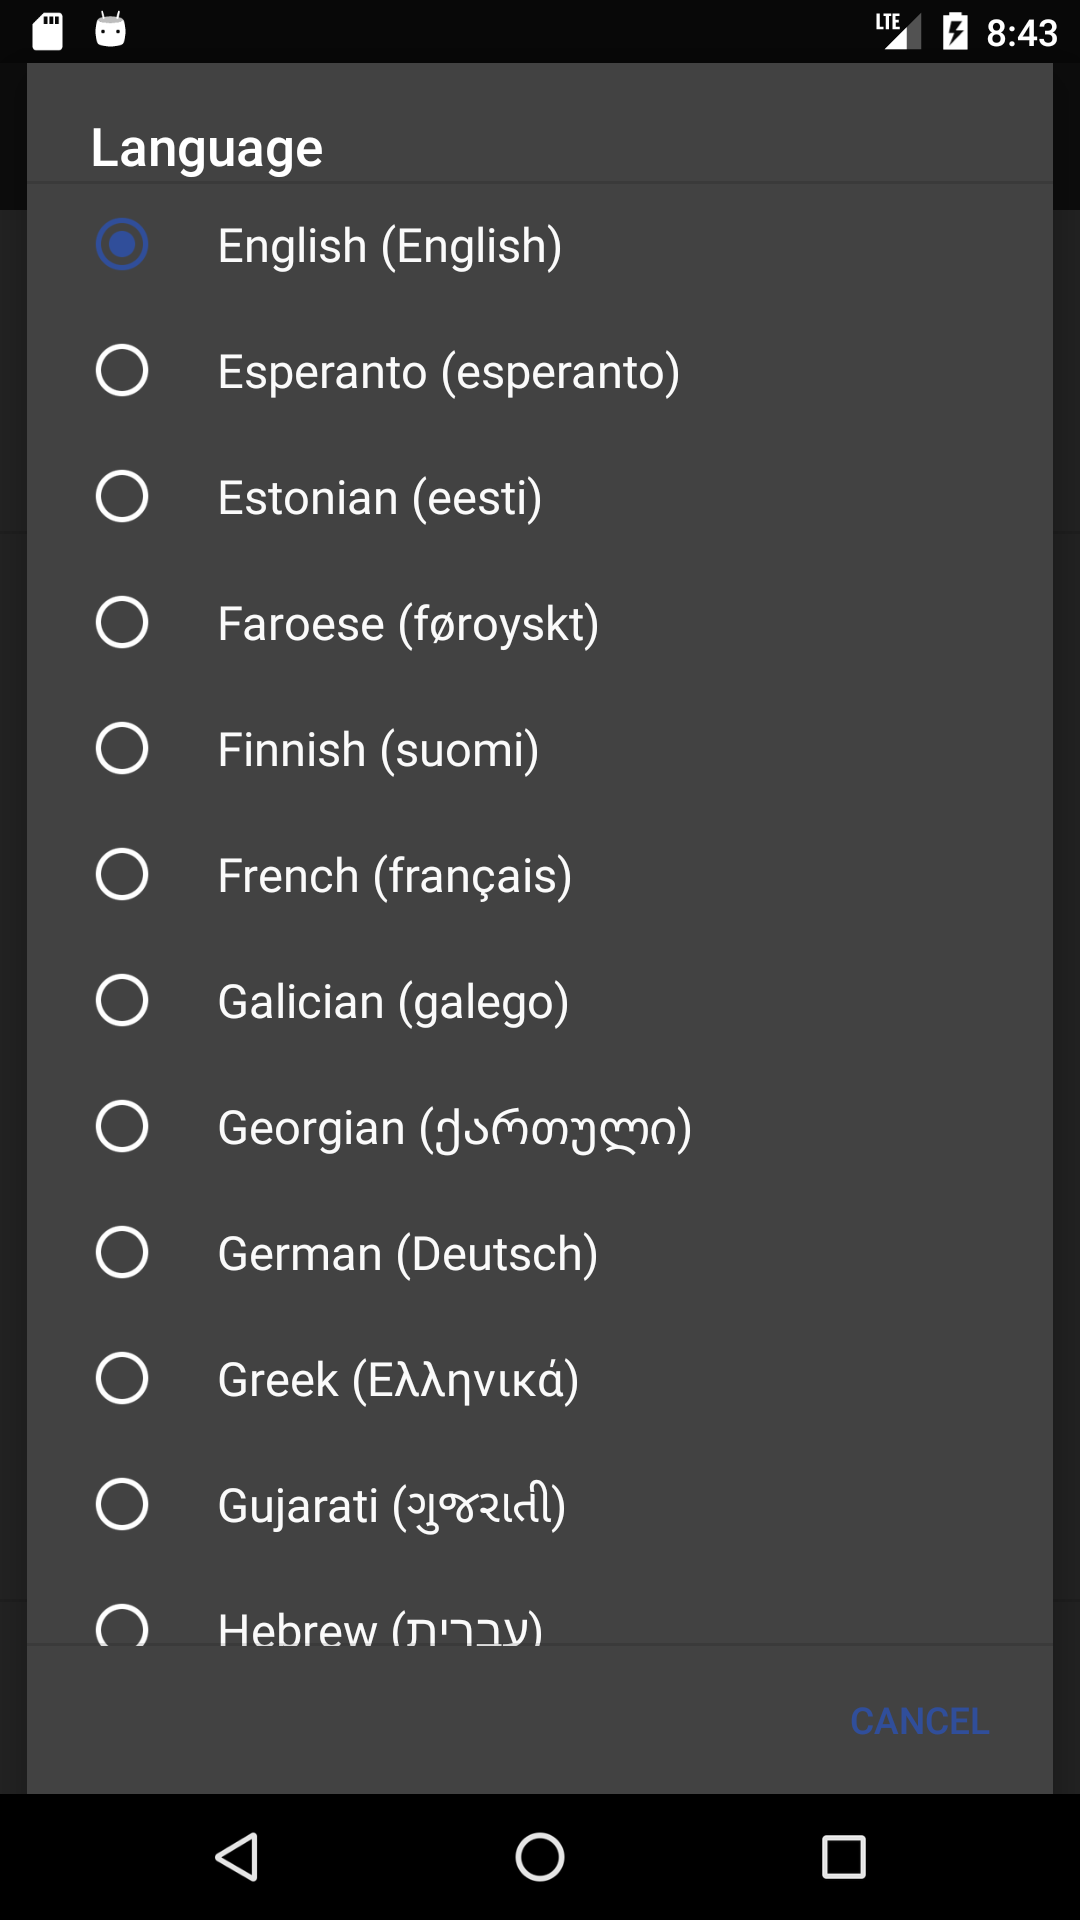 LTE 8:43
Language
English (English)
Esperanto (esperanto)
Estonian (eesti)
Faroese (føroyskt)
Finnish (suomi)
French (français)
Galician (galego)
Georgian (ქართული)
German (Deutsch)
Greek (Ελληνικά)
Gujarati (ગુજરાતી)
Hebrew (עברית)
CANCEL